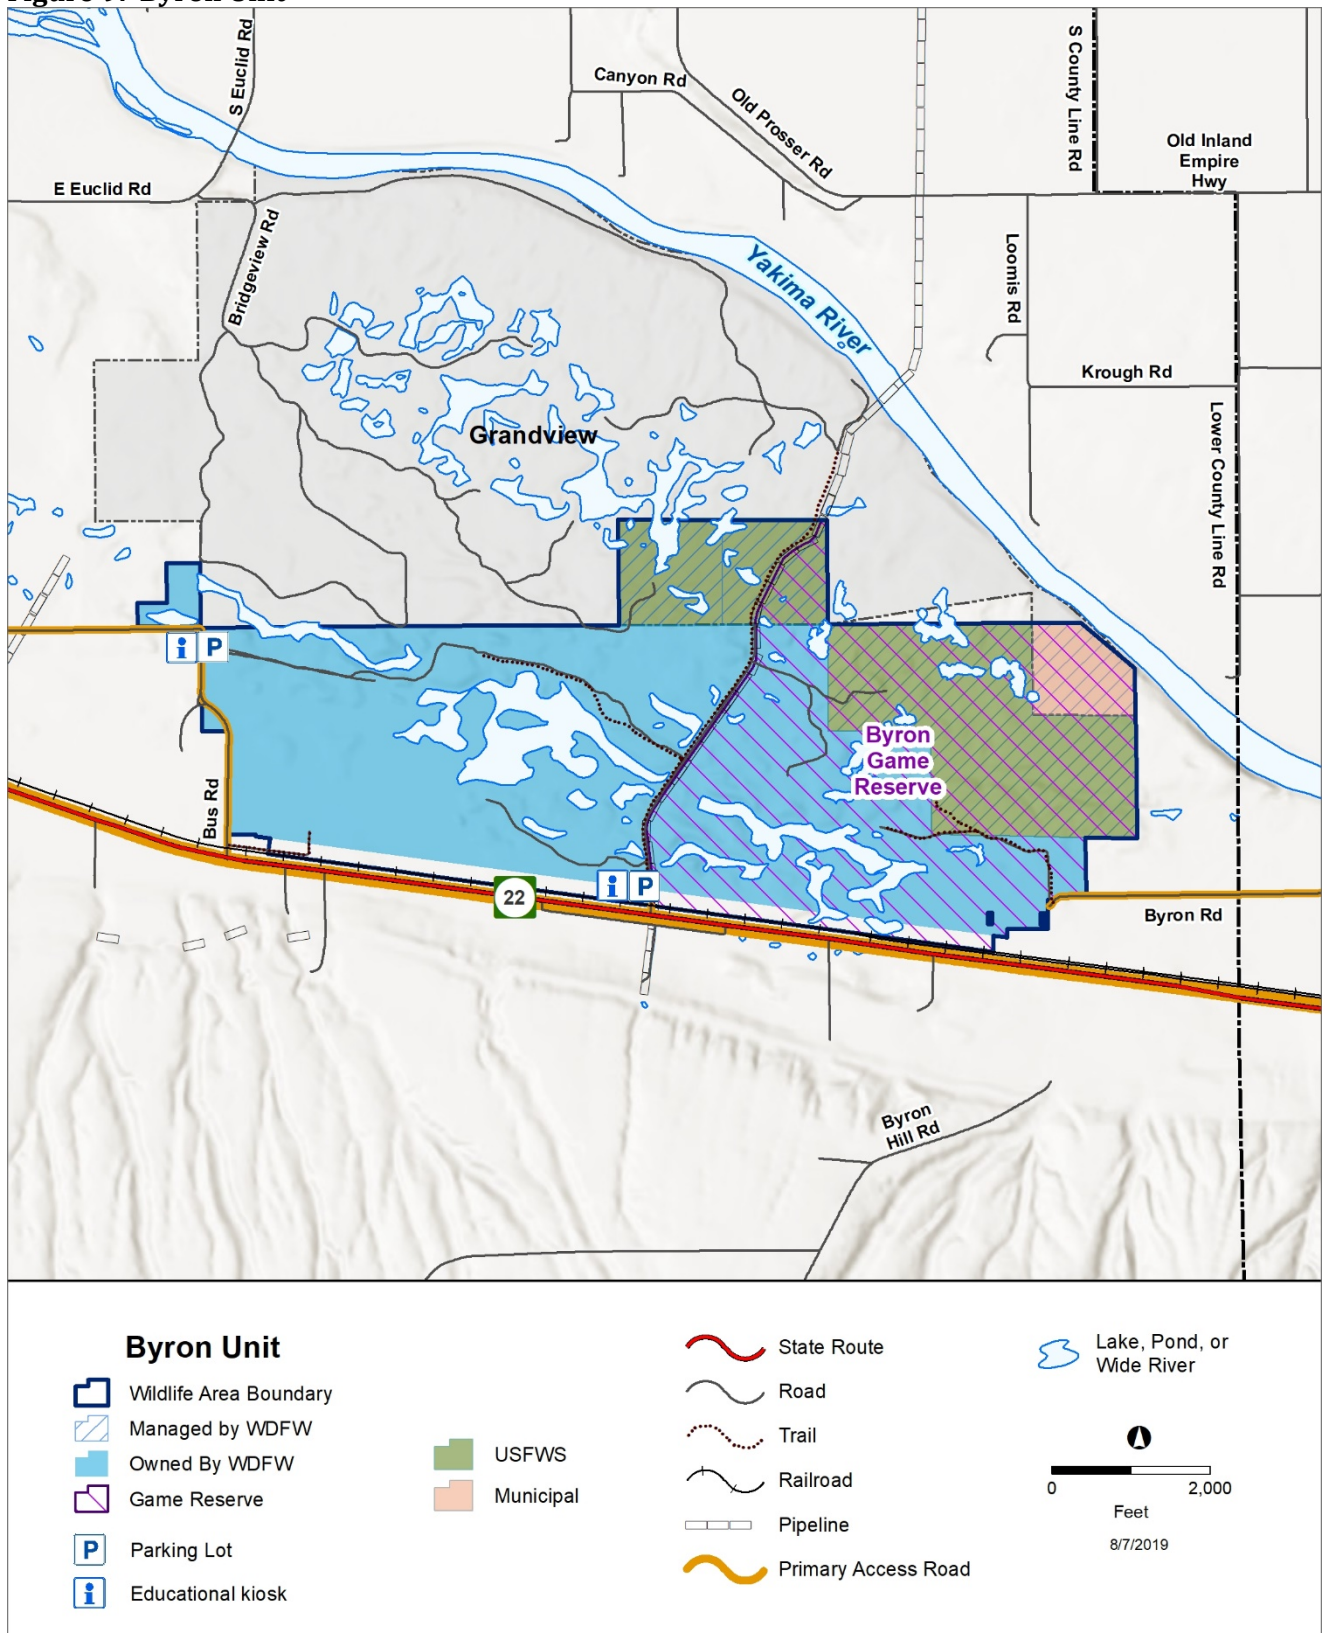 Figure 9. Byron Unit
S Euclid Rd
Canyon Rd
Old Prosser Rd
S County Line Rd
Old Inland
Empire
Hwy
E Euclid Rd
Bridgeview Rd
Yakima River
Loomis Rd
Krough Rd
Grandview
Lower County Line Rd
i P
Byron
Game
Reserve
Bus Rd
22
i P
Byron Rd
Byron
Hill Rd
Byron Unit
Wildlife Area Boundary
Managed by WDFW
Owned By WDFW
Game Reserve
P Parking Lot
i Educational kiosk
USFWS
Municipal
State Route
Road
Trail
Railroad
Pipeline
Primary Access Road
Lake, Pond, or
Wide River
0 2,000
Feet
8/7/2019